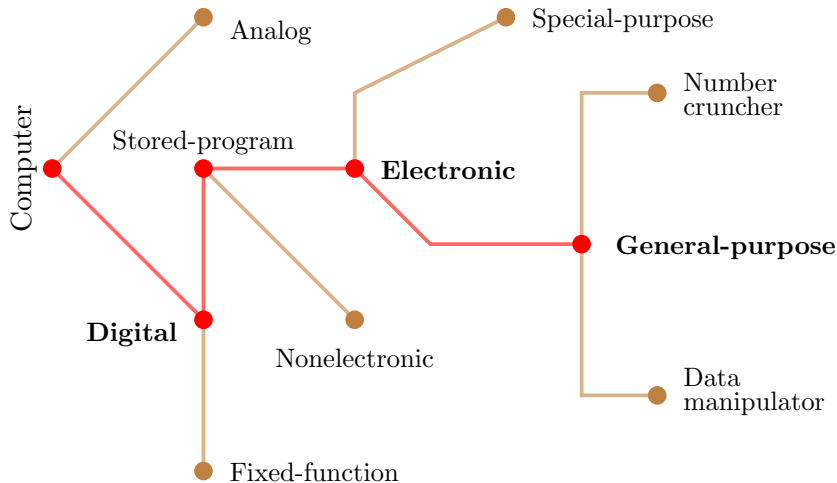 Analog
Special-purpose
Number
cruncher
Computer
Stored-program
Electronic
General-purpose
Digital
Nonelectronic
Data
manipulator
Fixed-function